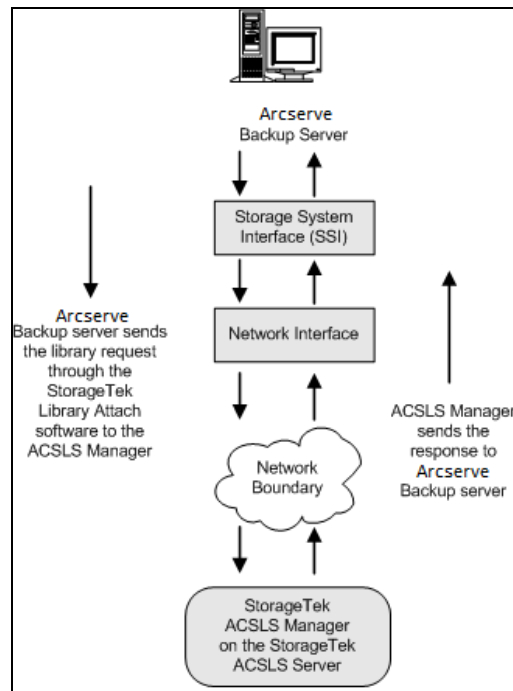 Arcserve
Backup Server
Storage System
Interface (SSI)
Arcserve
Backup server sends
the library request
through the
StorageTek
Library Attach
software to the
ACSLS Manager
Network Interface
ACSLS Manager
sends the
response to
Arcserve
Backup server
Network
Boundary
StorageTek
ACSLS Manager
on the StorageTek
ACSLS Server